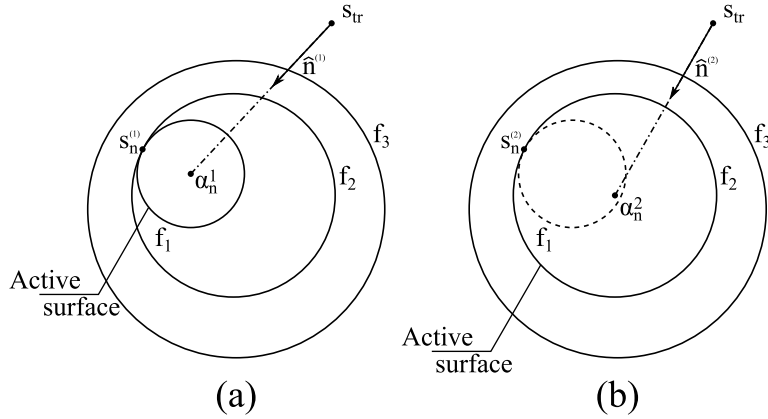 s_tr
n̂^(1)
s_n^(1)
f_3
α_n^1
f_2
f_1
Active
surface
(a)
s_tr
n̂^(2)
s_n^(2)
f_3
f_2
α_n^2
f_1
Active
surface
(b)